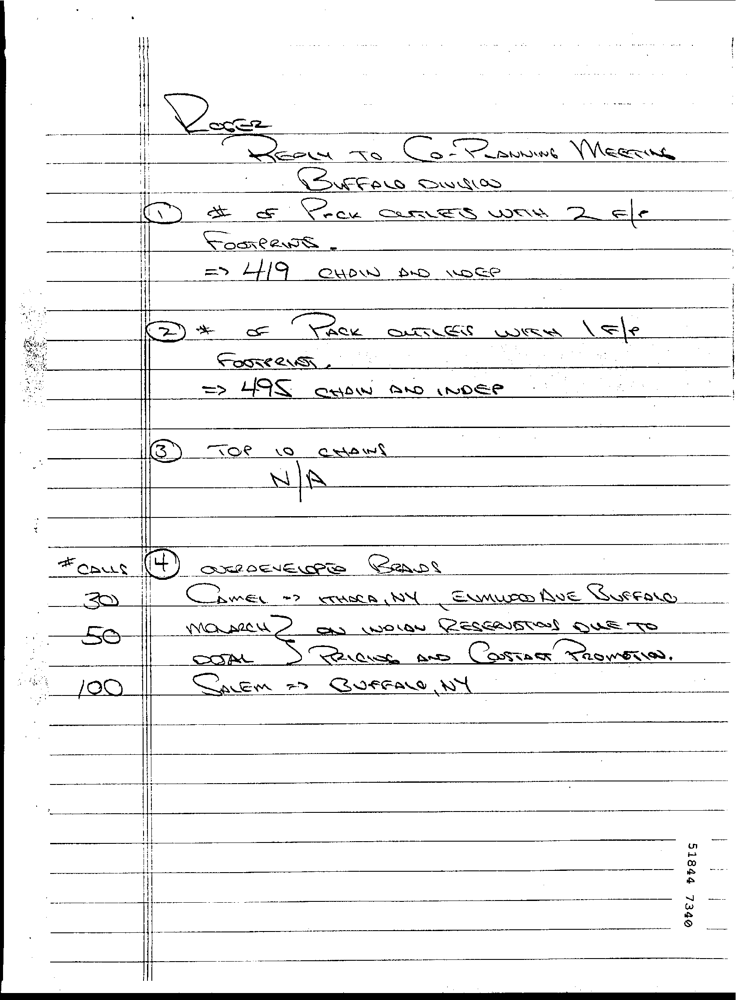 ROGER
REPLY TO CO-PLANNING MEETING
BUFFALO DIVISION
1 # OF PACK OUTLETS WITH 2 F/P
FOOTPRINTS.
=> 419 CHAIN AND INDEP
2 # OF PACK OUTLETS WITH 1 F/P
FOOTPRINT.
=> 495 CHAIN AND INDEP
3 TOP 10 CHAINS
N/A
# CALLS 4 OVERDEVELOPED BRANDS
30 CAMEL => ITHACA, NY, ELMWOOD AVE BUFFALO
50 MONARCH } ON INDIAN RESERVATIONS DUE TO
DORAL } PRICING AND CONSTANT PROMOTION.
100 SALEM => BUFFALO, NY
51844 7340